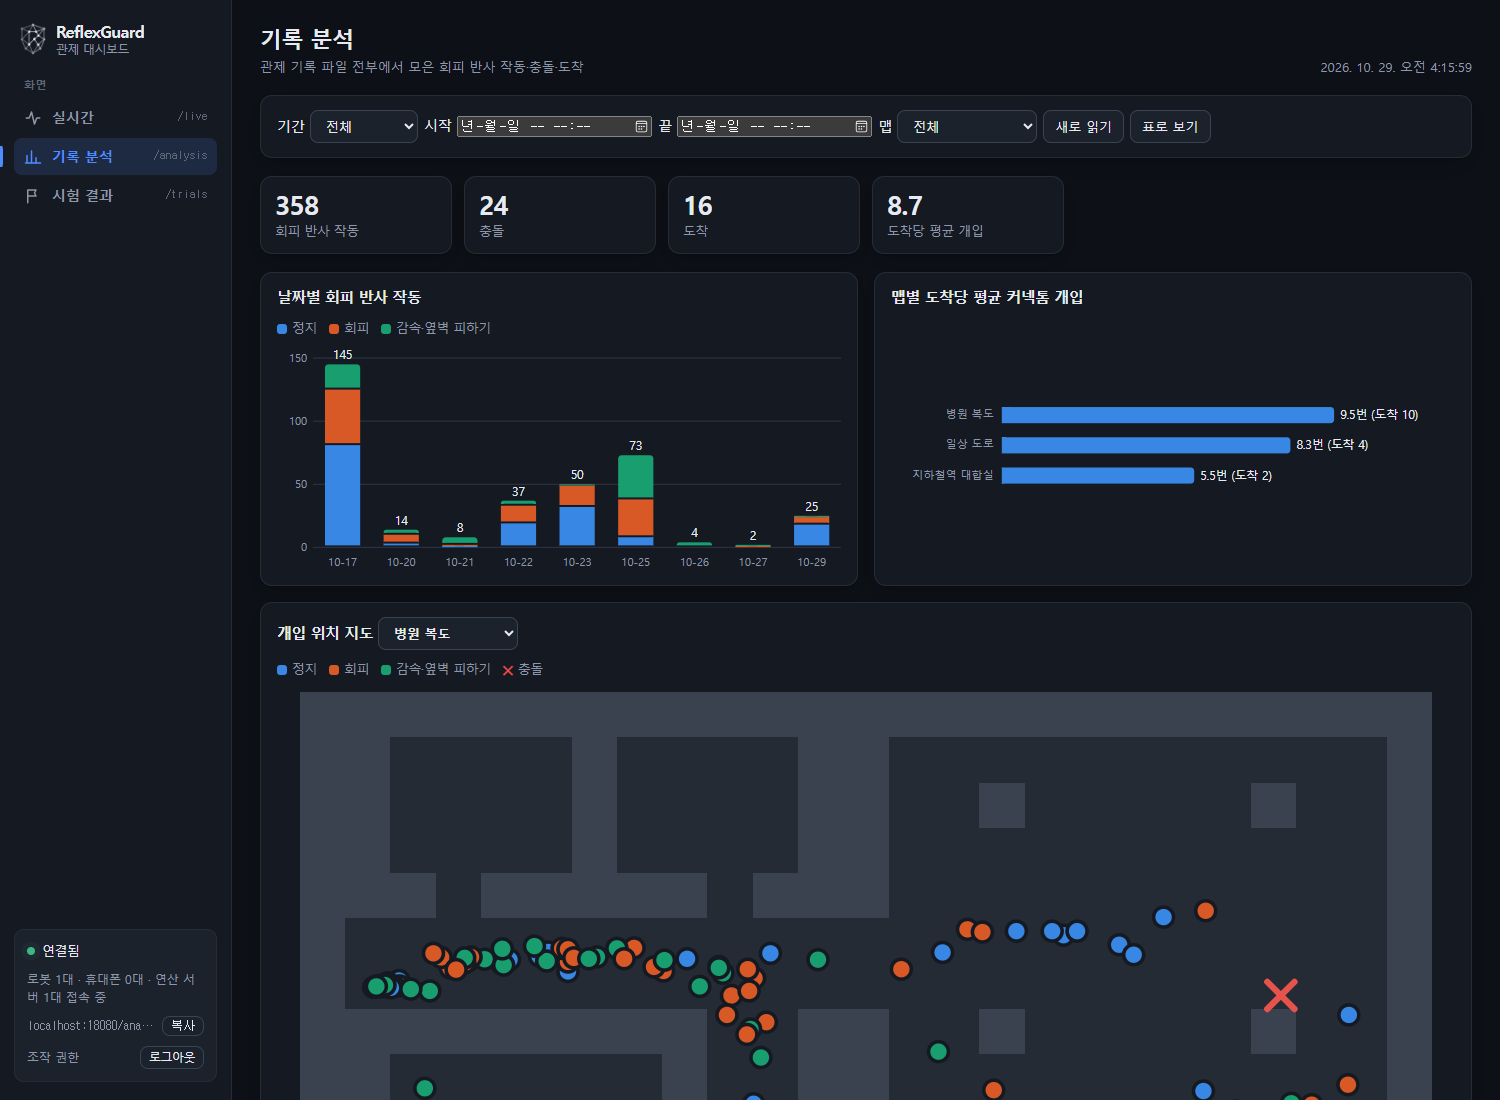 ReflexGuard
관제 대시보드
화면
실시간 /live
기록 분석 /analysis
시험 결과 /trials
연결됨
로봇 1대 · 휴대폰 0대 · 연산 서
버 1대 접속 중
localhost:18080/ana… 복사
조작 권한 로그아웃
기록 분석
관제 기록 파일 전부에서 모은 회피 반사 작동·충돌·도착
2026. 10. 29. 오전 4:15:59
기간 전체 시작 년-월-일 -- --:-- 끝 년-월-일 -- --:-- 맵 전체 새로 읽기 표로 보기
358
회피 반사 작동
24
충돌
16
도착
8.7
도착당 평균 개입
날짜별 회피 반사 작동
정지 회피 감속·옆벽 피하기
150
100
50
0
145
14
8
37
50
73
4
2
25
10-17 10-20 10-21 10-22 10-23 10-25 10-26 10-27 10-29
맵별 도착당 평균 커넥톰 개입
병원 복도 9.5번 (도착 10)
일상 도로 8.3번 (도착 4)
지하철역 대합실 5.5번 (도착 2)
개입 위치 지도 병원 복도
정지 회피 감속·옆벽 피하기 충돌